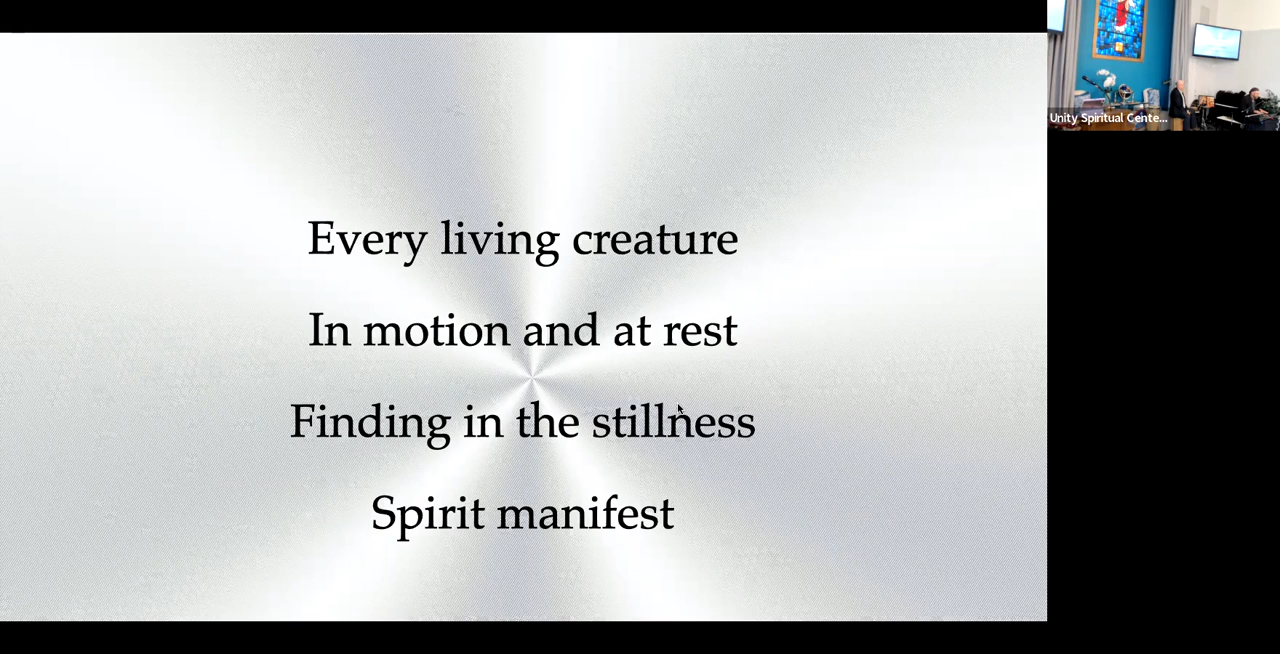 Every living creature
In motion and at rest
Finding in the stillness
Spirit manifest
Unity Spiritual Cente...